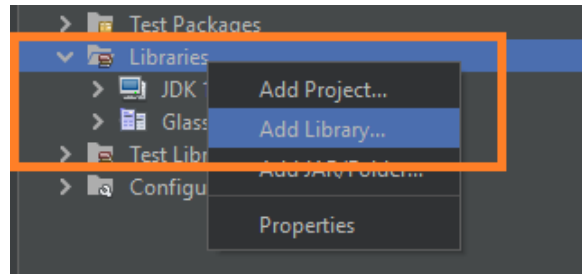 Test Packages
Libraries
JDK
Add Project...
Glass
Add Library...
Test Libr
Add JAR/Folder...
Configu
Properties